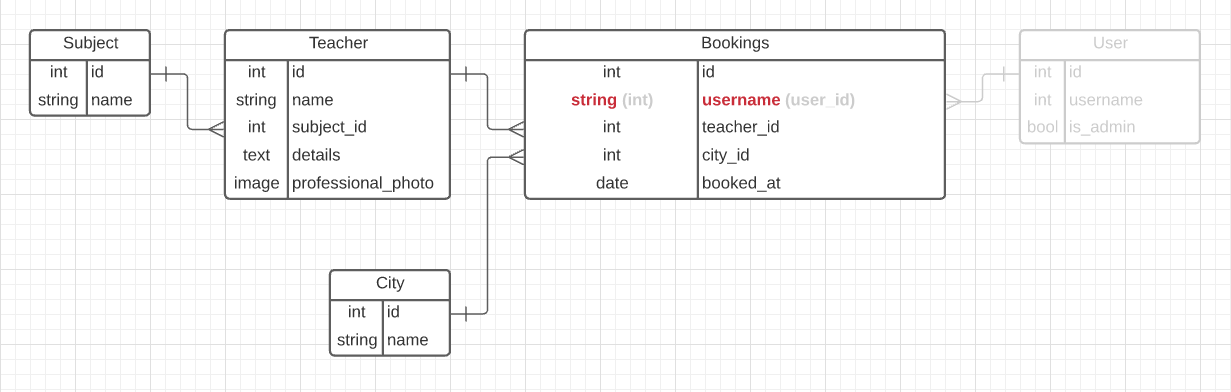 Subject
int id
string name
Teacher
int id
string name
int subject_id
text details
image professional_photo
Bookings
int id
string (int) username (user_id)
int teacher_id
int city_id
date booked_at
User
int id
int username
bool is_admin
City
int id
string name